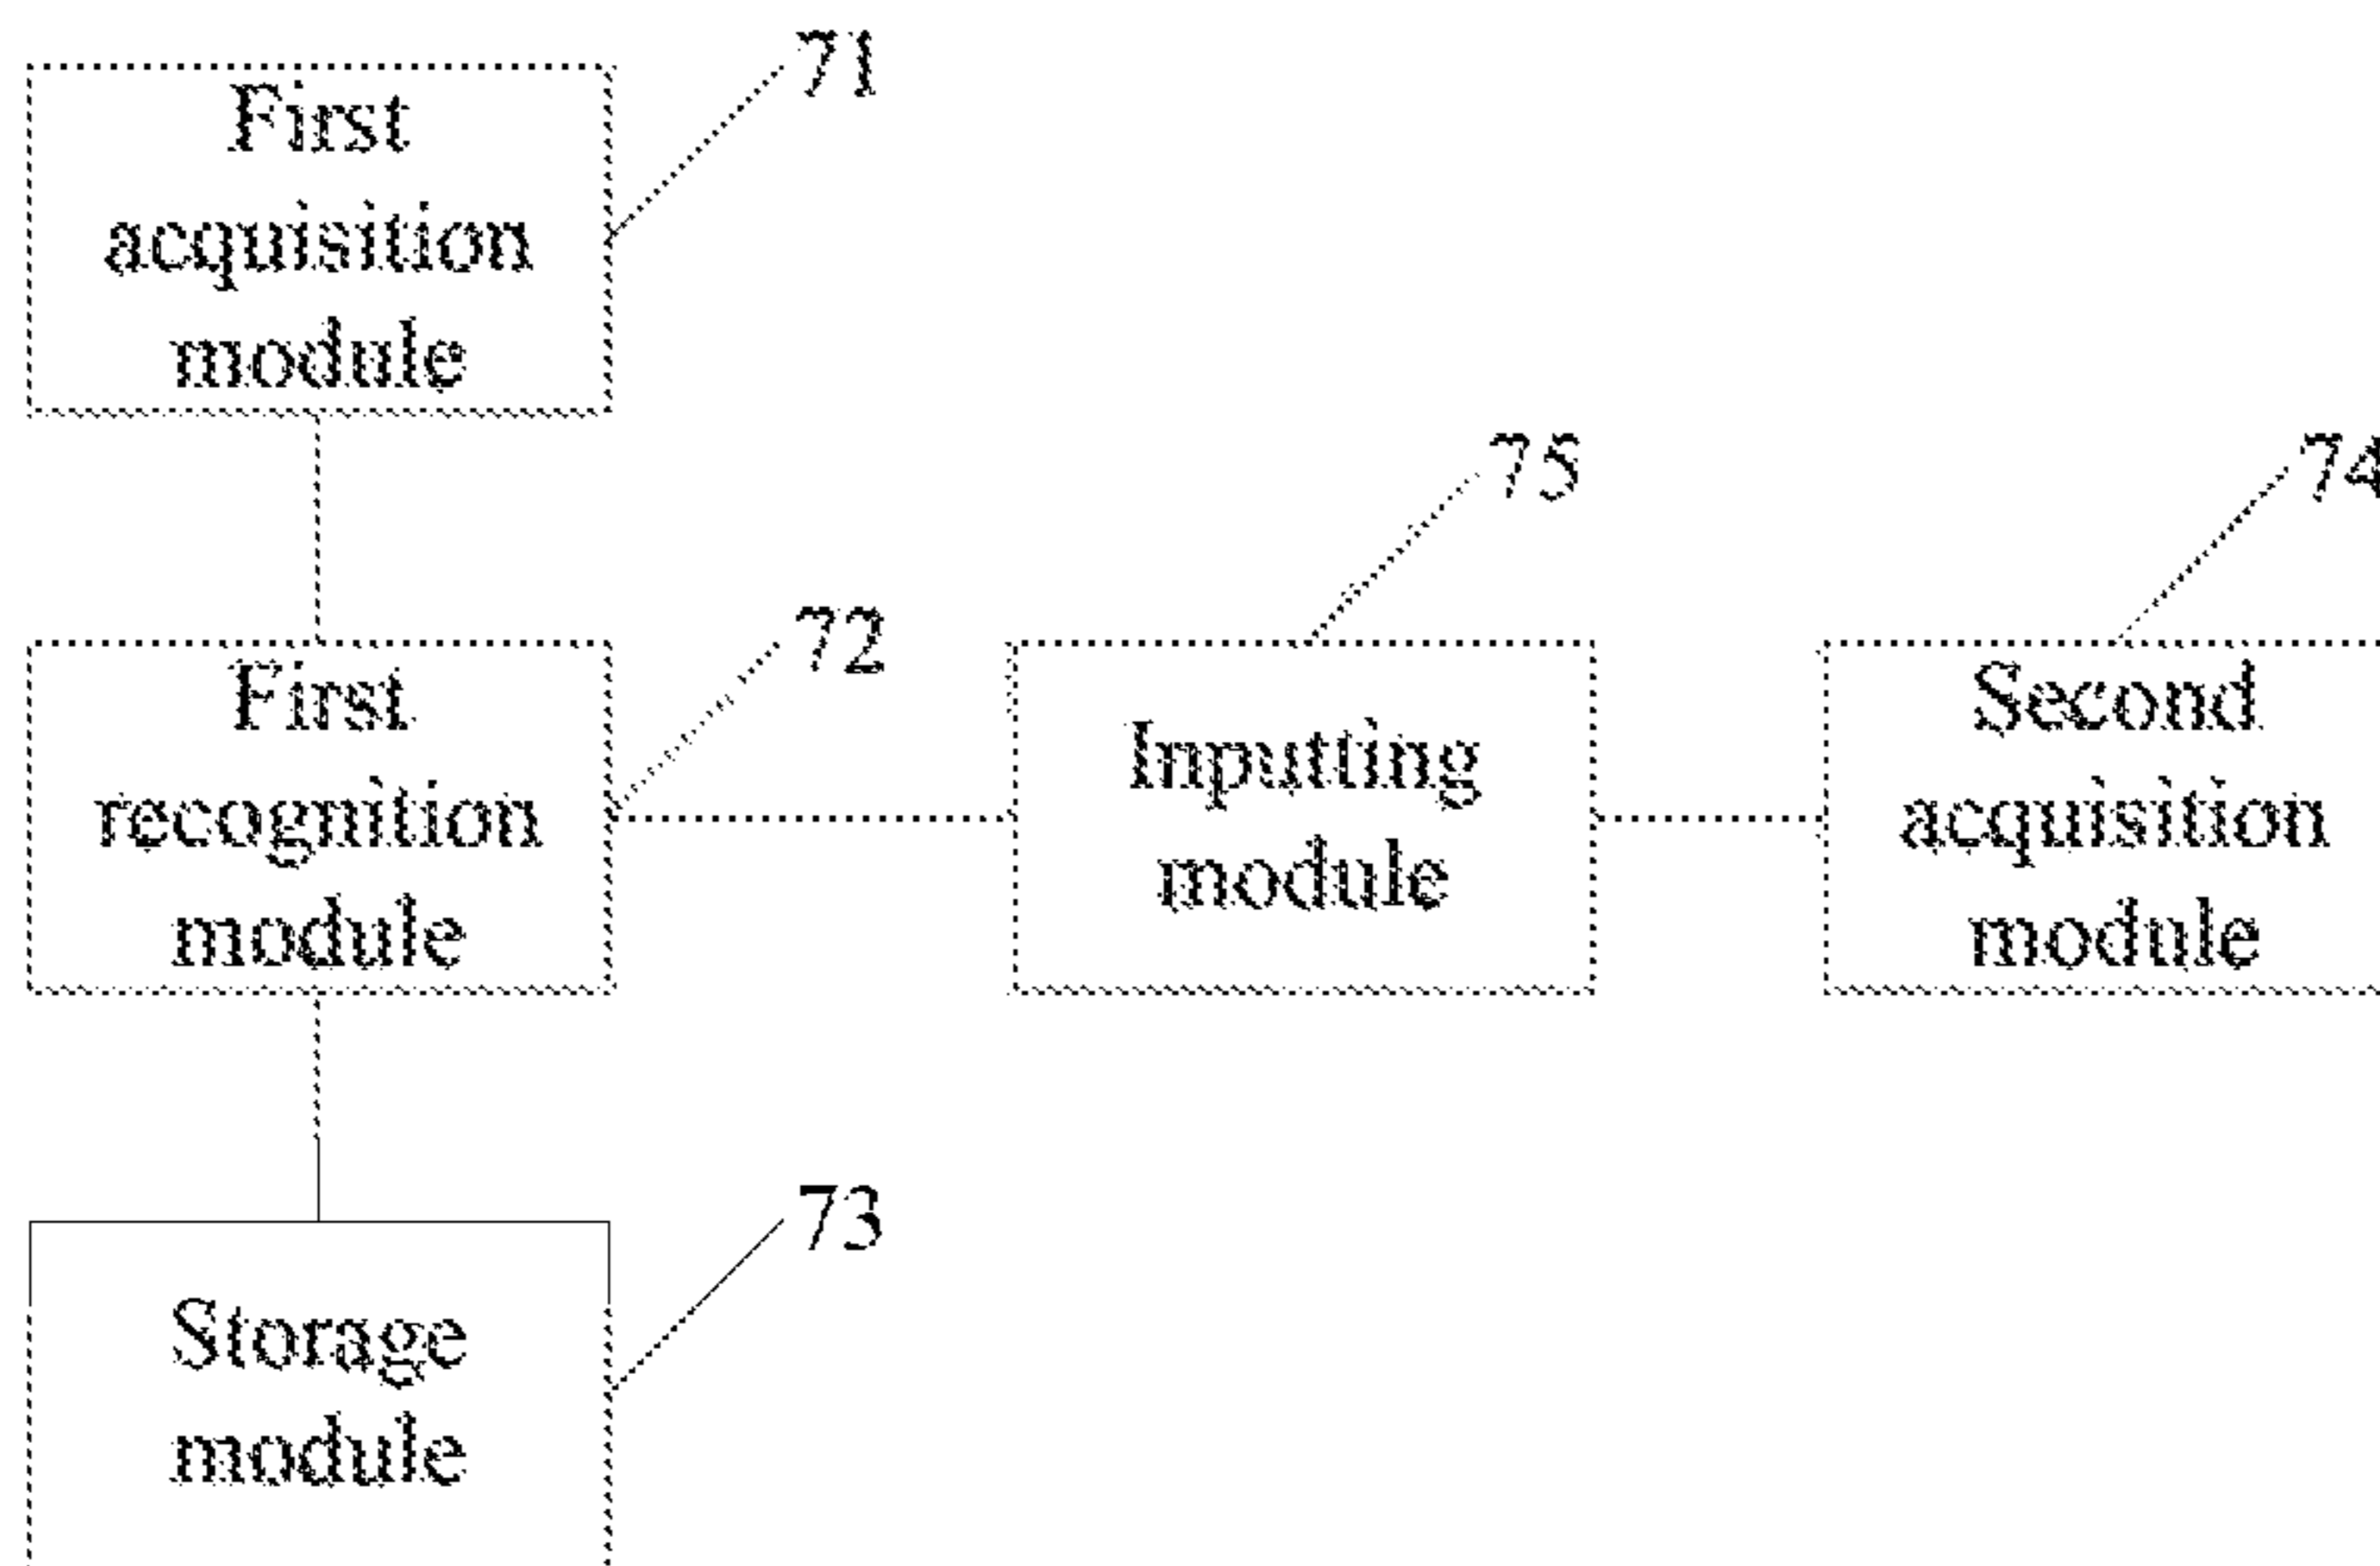 71
First
acquisition
module
75
74
72
First
recognition
module
Inputting
module
Second
acquisition
module
73
Storage
module